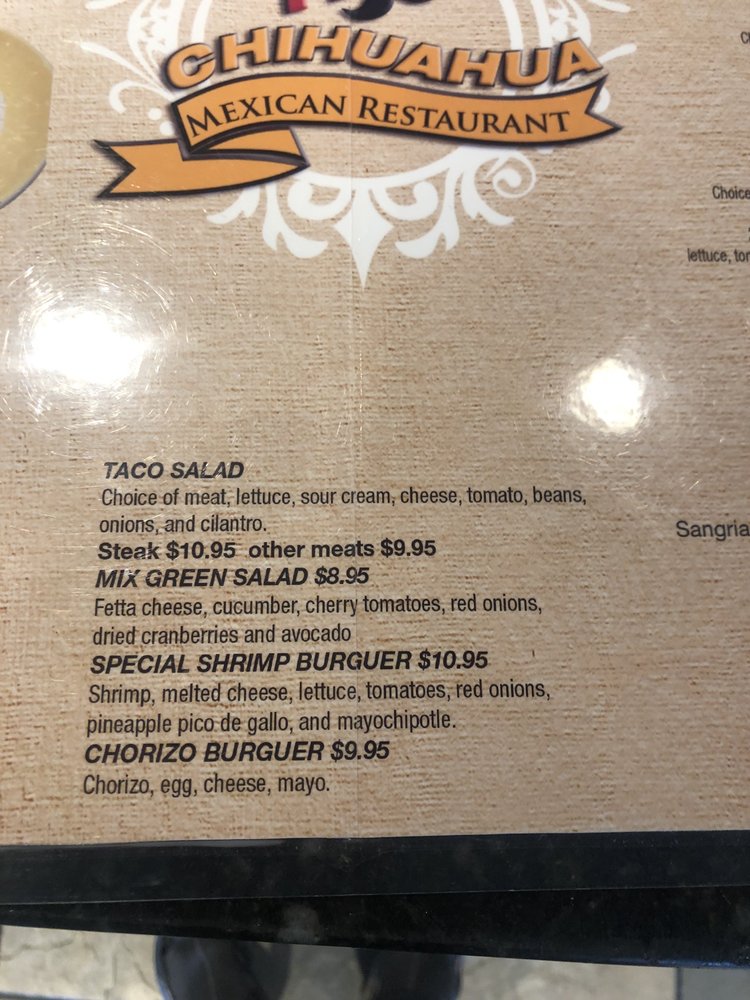 CHIHUAHUA
MEXICAN RESTAURANT
Choice
lettuce, tor
TACO SALAD
Choice of meat, lettuce, sour cream, cheese, tomato, beans,
onions, and cilantro.
Steak $10.95 other meats $9.95
MIX GREEN SALAD $8.95
Fetta cheese, cucumber, cherry tomatoes, red onions,
dried cranberries and avocado
SPECIAL SHRIMP BURGUER $10.95
Shrimp, melted cheese, lettuce, tomatoes, red onions,
pineapple pico de gallo, and mayochipotle.
CHORIZO BURGUER $9.95
Chorizo, egg, cheese, mayo.
Sangria